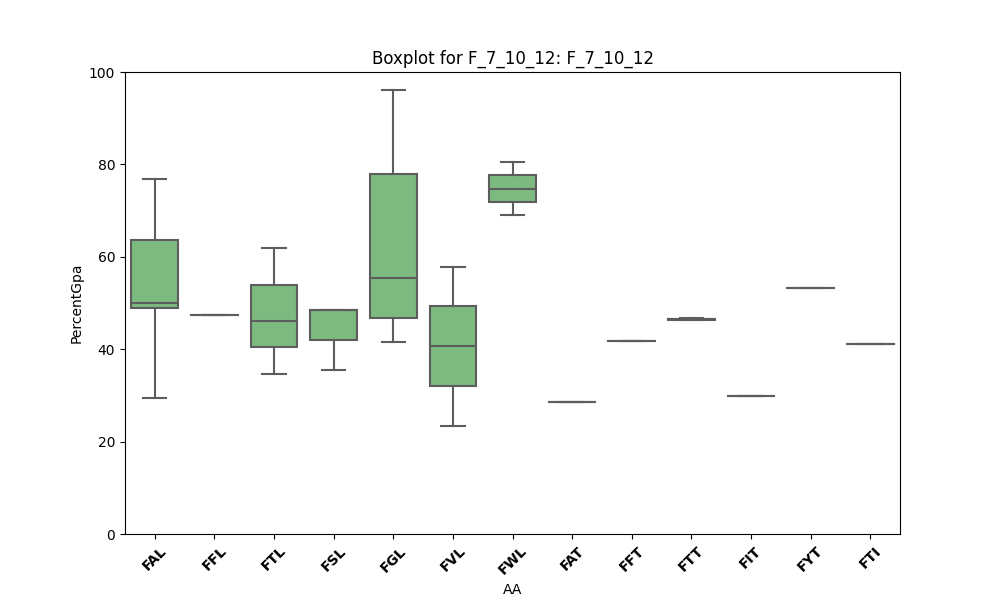 Boxplot for F_7_10_12: F_7_10_12
100
80
60
40
20
0
PercentGpa
FAL FFL FTL FSL FGL FVL FWL FAT FFT FTT FIT FYT FTI
AA